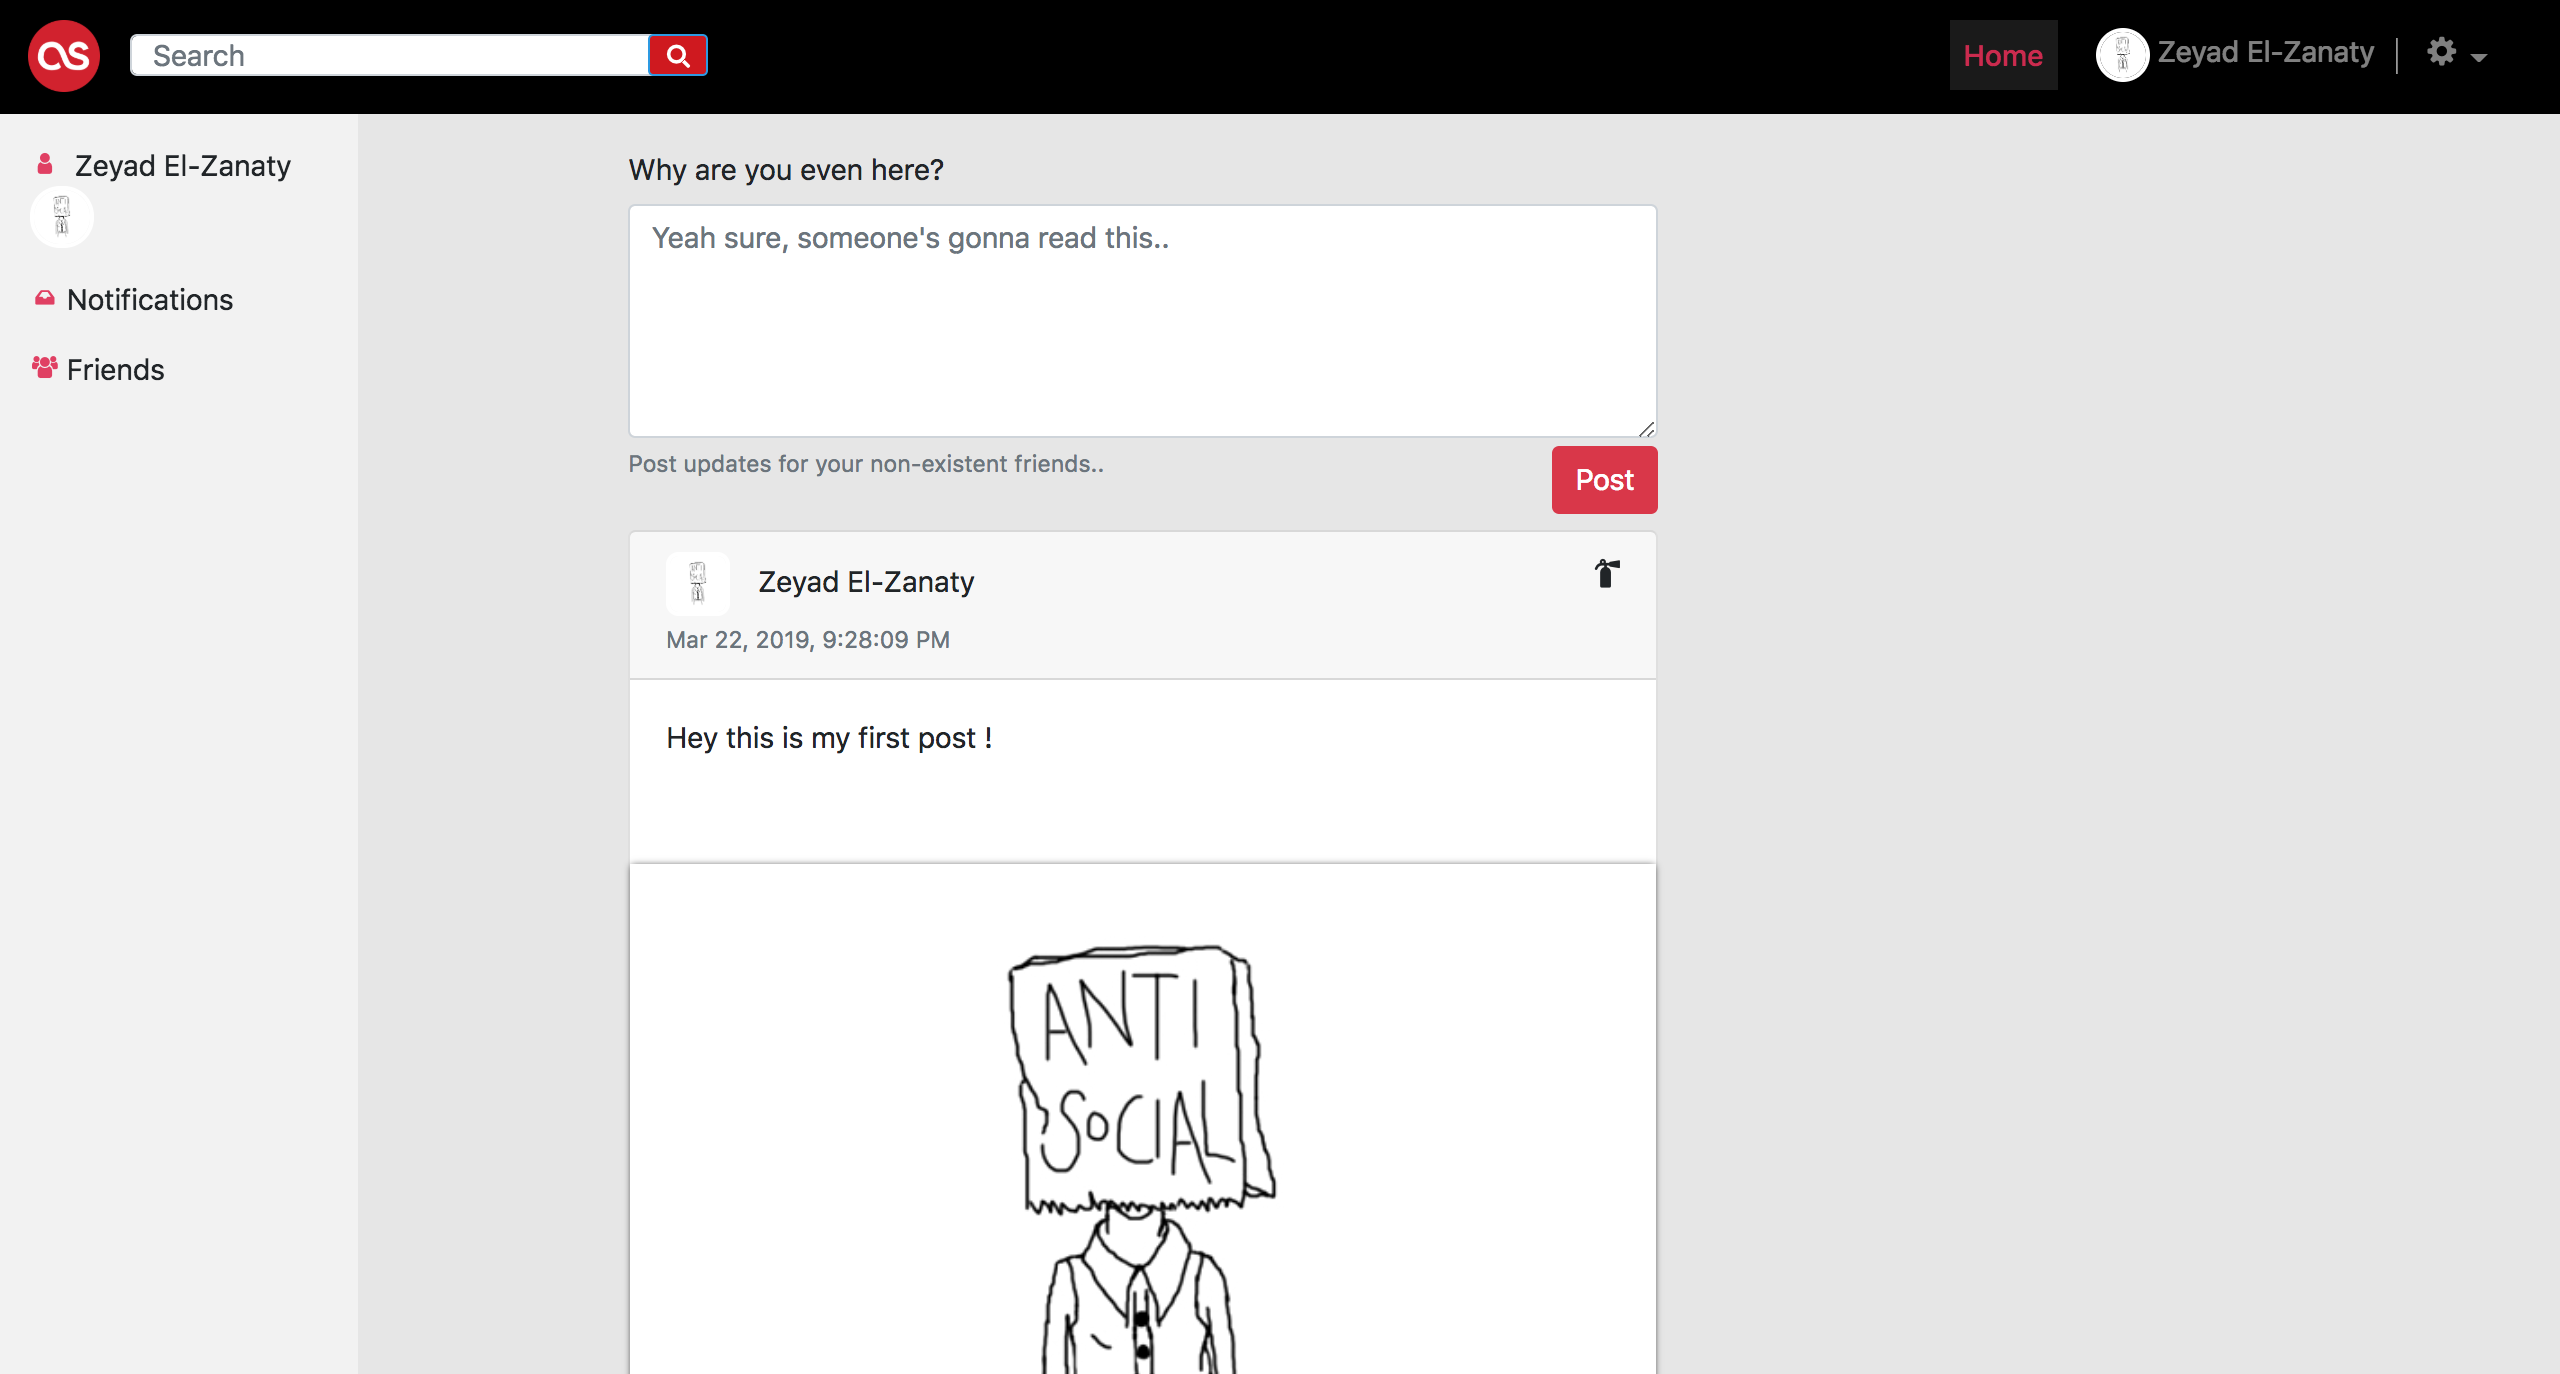 as
Search
Home
Zeyad El-Zanaty
Zeyad El-Zanaty
Notifications
Friends
Why are you even here?
Yeah sure, someone's gonna read this..
Post updates for your non-existent friends..
Post
Zeyad El-Zanaty
Mar 22, 2019, 9:28:09 PM
Hey this is my first post !
ANTI
SOCIAL